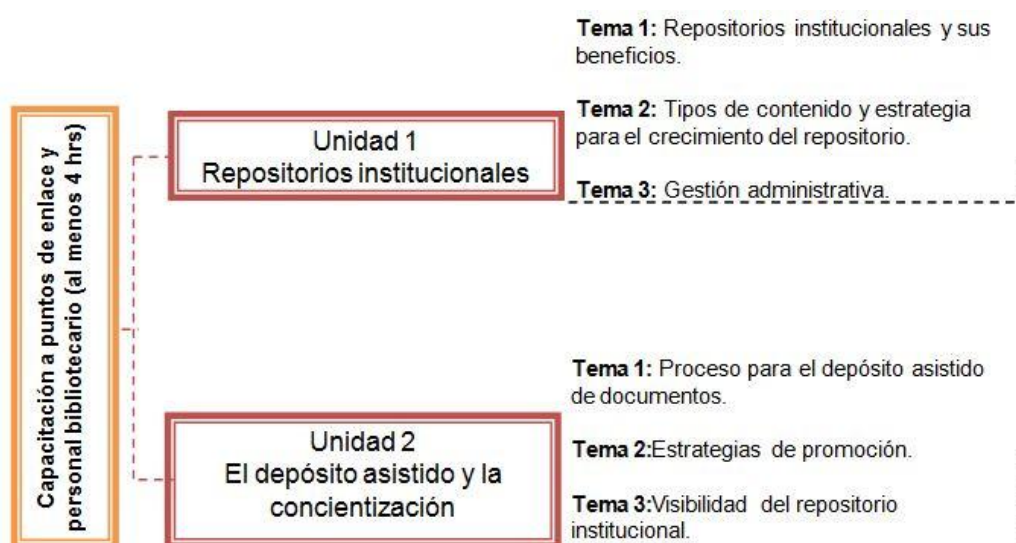 Capacitación a puntos de enlace y
personal bibliotecario (al menos 4 hrs)
Unidad 1
Repositorios institucionales
Tema 1: Repositorios institucionales y sus
beneficios.
Tema 2: Tipos de contenido y estrategia
para el crecimiento del repositorio.
Tema 3: Gestión administrativa.
Unidad 2
El depósito asistido y la
concientización
Tema 1: Proceso para el depósito asistido
de documentos.
Tema 2:Estrategias de promoción.
Tema 3:Visibilidad del repositorio
institucional.